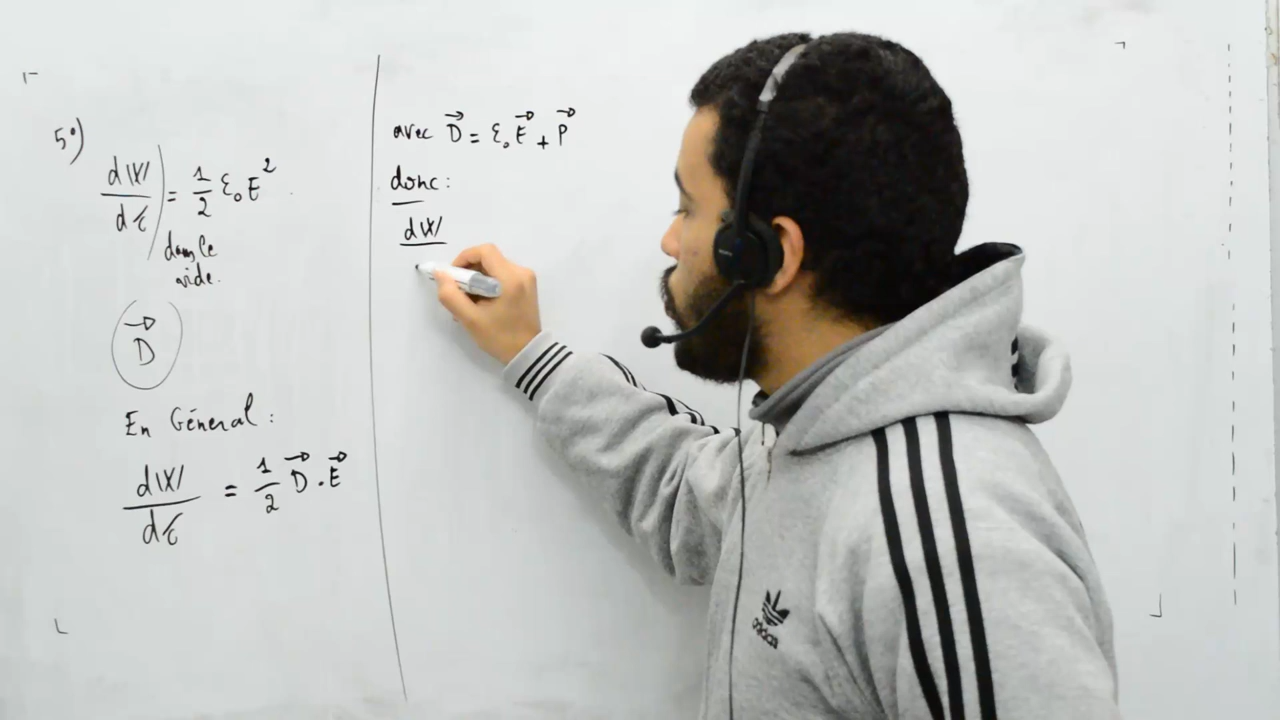 5°)
dW/dτ | = 1/2 ε₀E²
dans le
vide.
D⃗
En Géneral :
dW/dτ = 1/2 D⃗ . E⃗
avec D⃗ = ε₀E⃗ + P⃗
donc :
dW
adidas